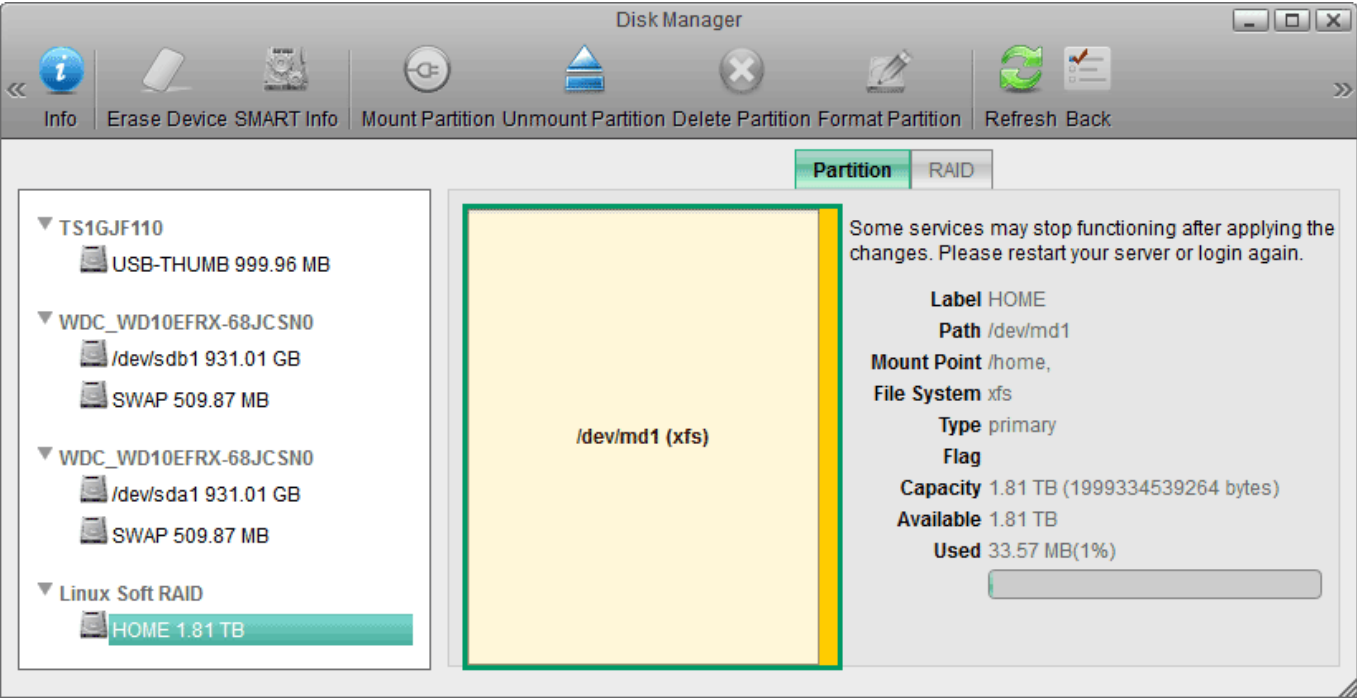 Disk Manager
« Info Erase Device SMART Info Mount Partition Unmount Partition Delete Partition Format Partition Refresh Back »
Partition RAID
TS1GJF110
USB-THUMB 999.96 MB
WDC_WD10EFRX-68JCSN0
/dev/sdb1 931.01 GB
SWAP 509.87 MB
WDC_WD10EFRX-68JCSN0
/dev/sda1 931.01 GB
SWAP 509.87 MB
Linux Soft RAID
HOME 1.81 TB
/dev/md1 (xfs)
Some services may stop functioning after applying the
changes. Please restart your server or login again.
Label HOME
Path /dev/md1
Mount Point /home,
File System xfs
Type primary
Flag
Capacity 1.81 TB (1999334539264 bytes)
Available 1.81 TB
Used 33.57 MB(1%)